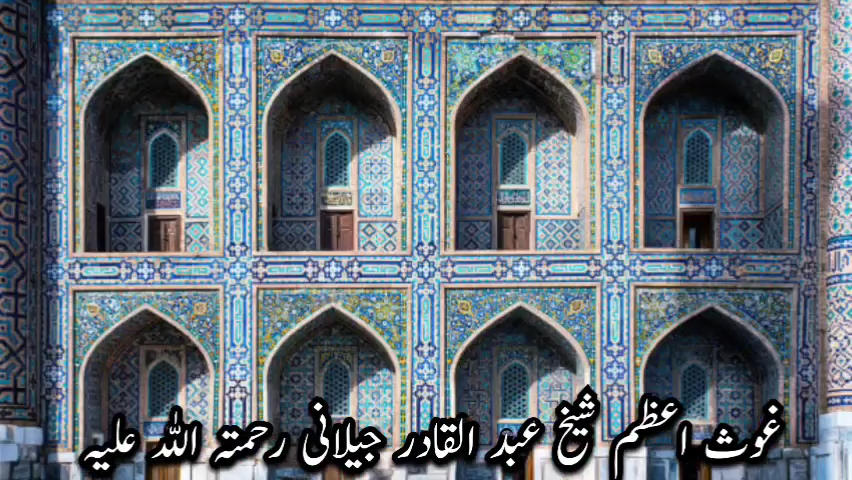 غوث اعظم شیخ عبد القادر جیلانی رحمتہ اللہ علیہ